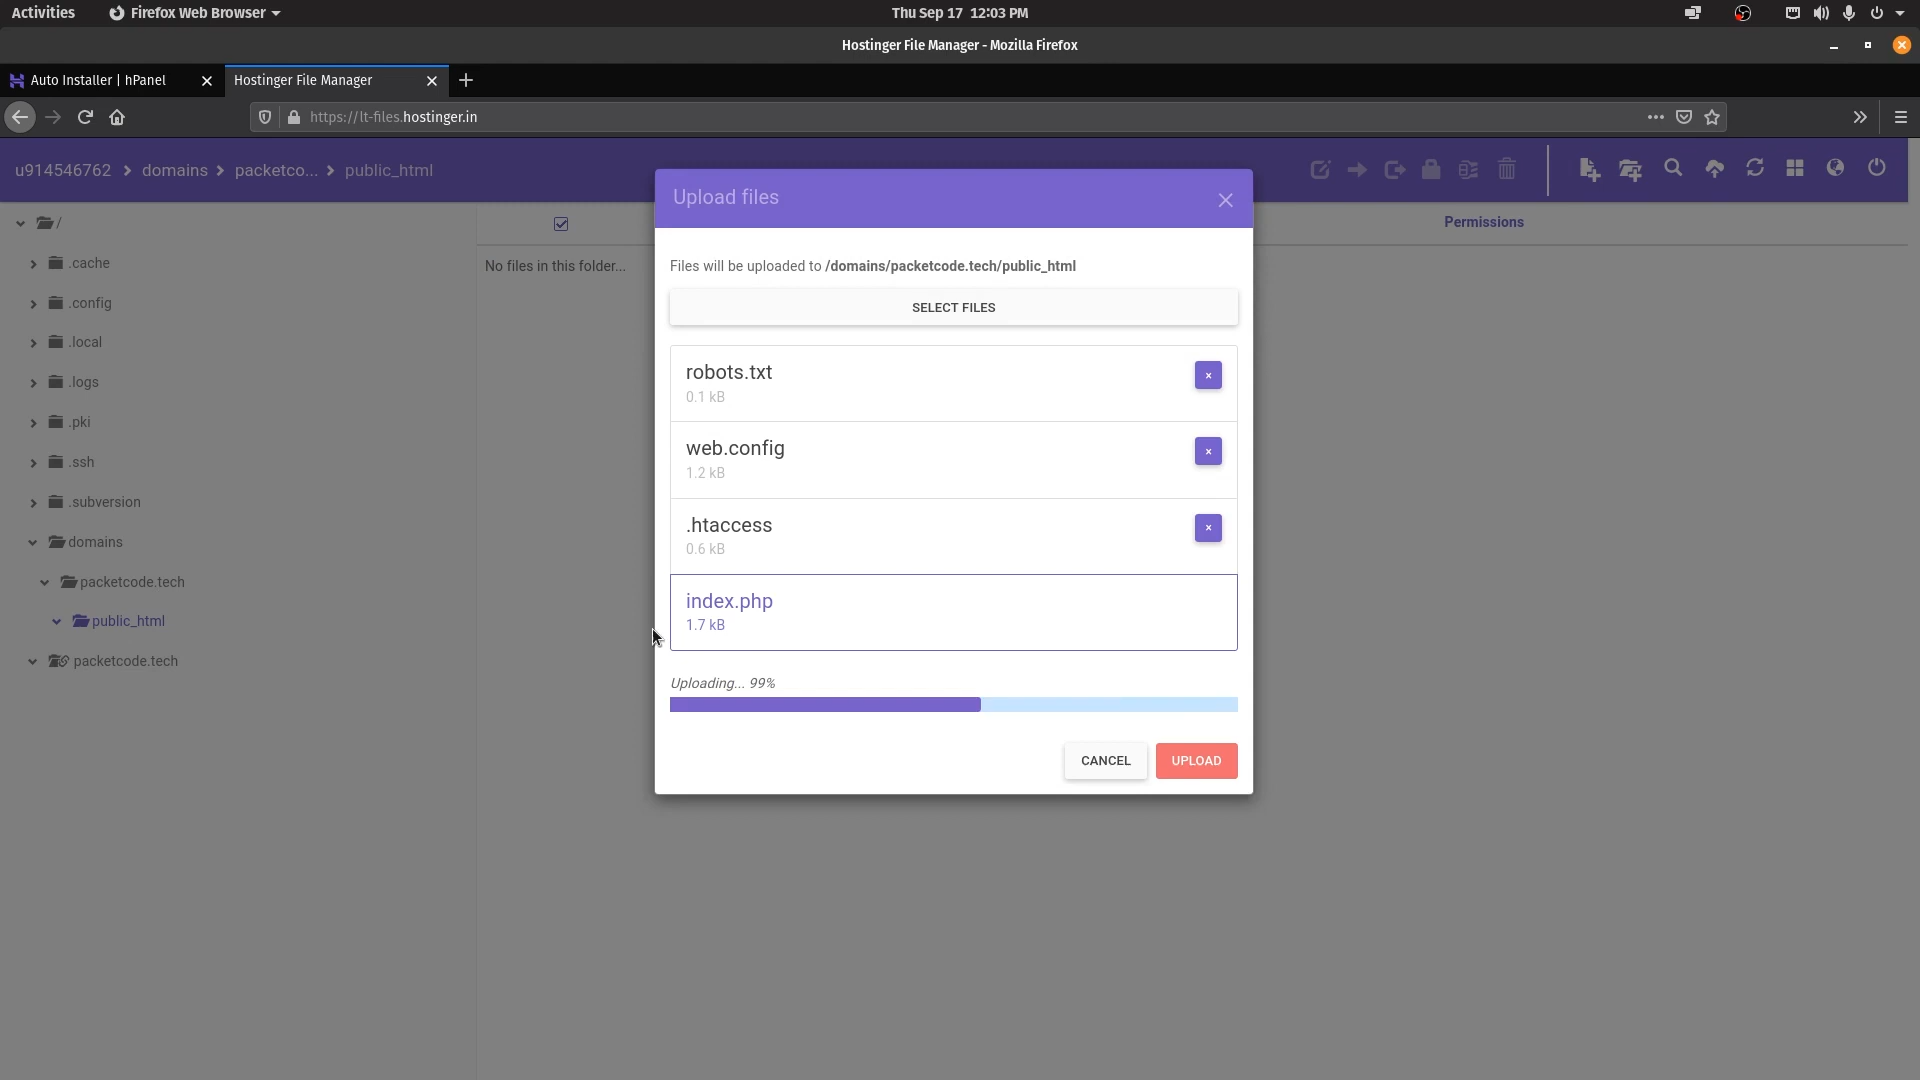 Activities Firefox Web Browser Thu Sep 17 12:03 PM
Hostinger File Manager - Mozilla Firefox
Auto Installer | hPanel Hostinger File Manager
https://lt-files.hostinger.in
u914546762 domains packetco... public_html
Upload files
/
Permissions
.cache
No files in this folder...
Files will be uploaded to /domains/packetcode.tech/public_html
.config
SELECT FILES
.local
robots.txt
.logs
0.1 kB
.pki
web.config
.ssh
1.2 kB
.subversion
.htaccess
domains
0.6 kB
packetcode.tech
index.php
public_html
1.7 kB
packetcode.tech
Uploading... 99%
CANCEL UPLOAD